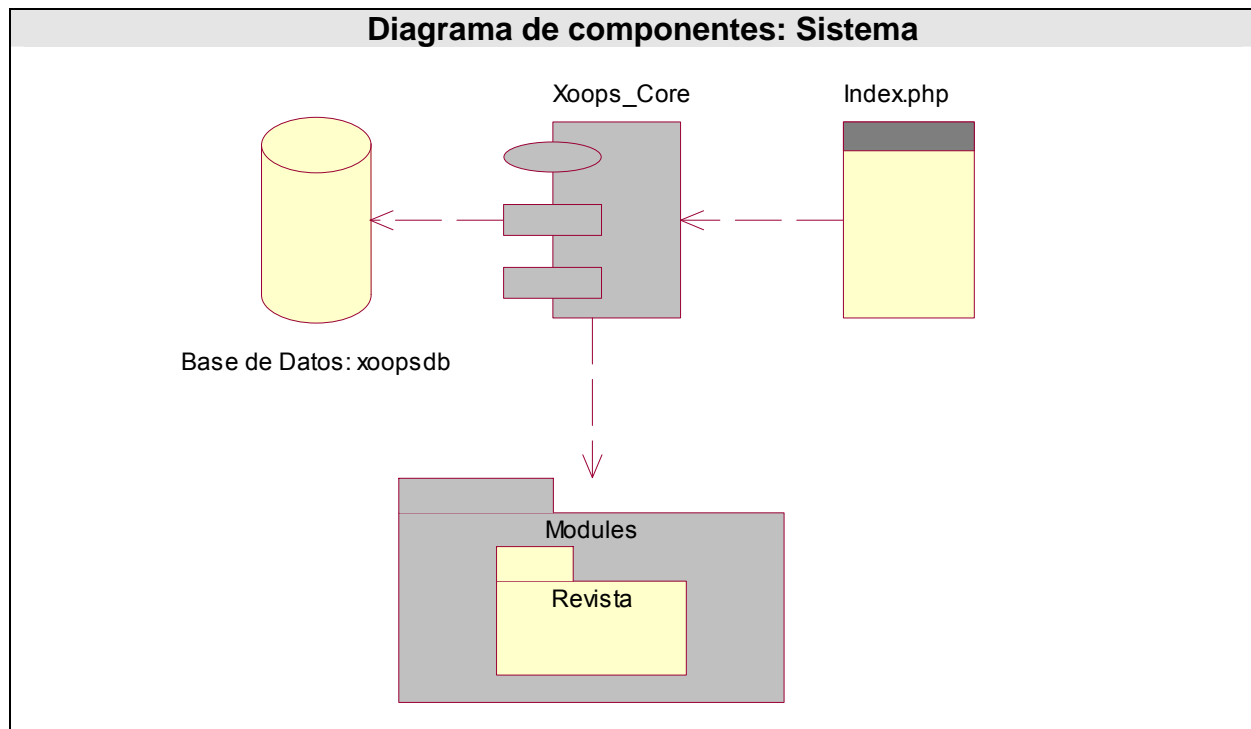 Diagrama de componentes: Sistema
Xoops_Core
Index.php
Base de Datos: xoopsdb
Modules
Revista